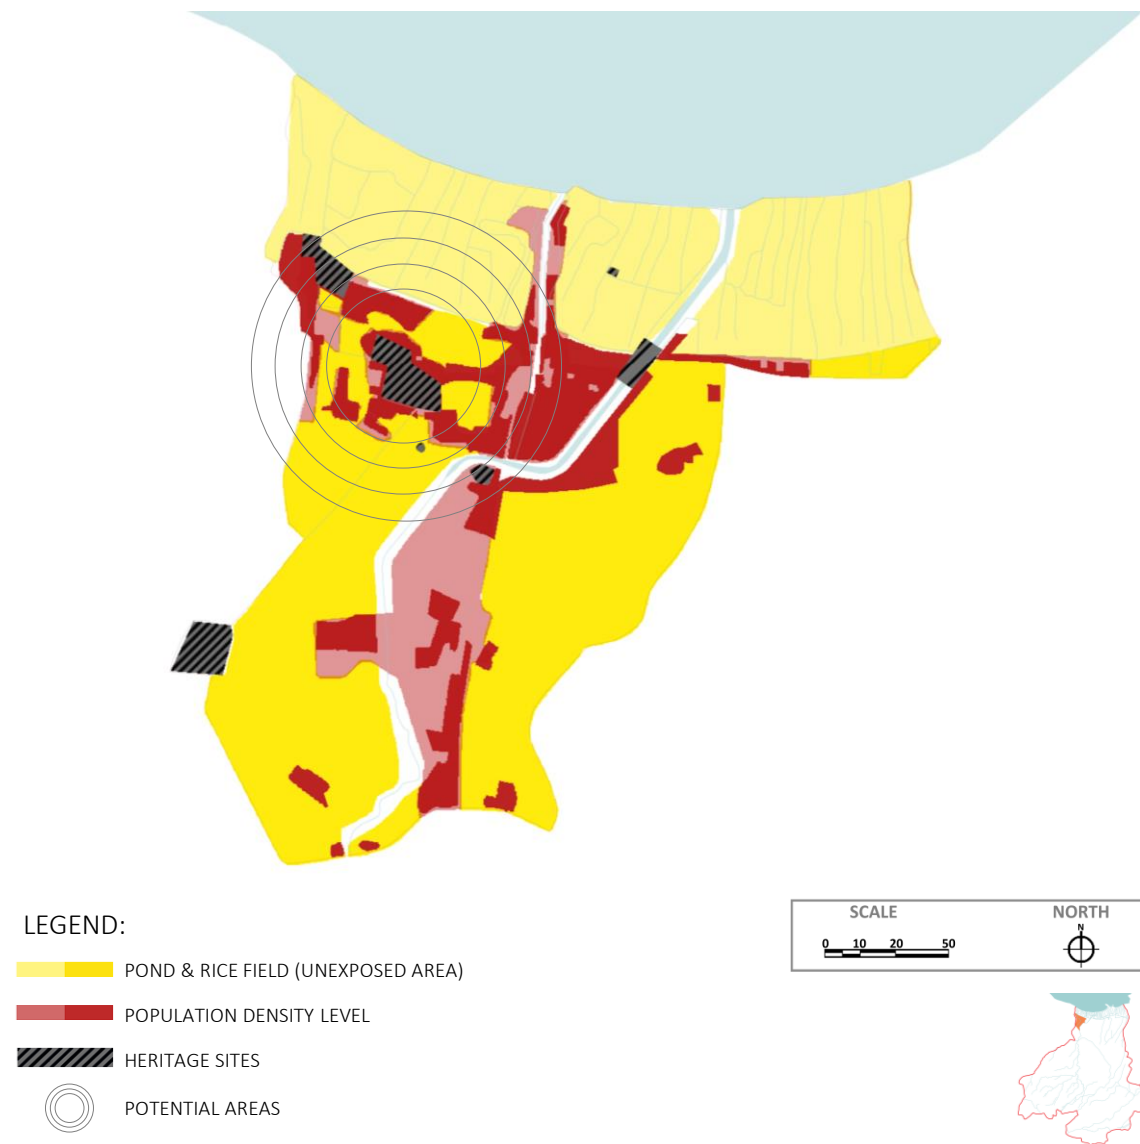 LEGEND:
POND & RICE FIELD (UNEXPOSED AREA)
POPULATION DENSITY LEVEL
HERITAGE SITES
POTENTIAL AREAS
SCALE
0 10 20 50
NORTH
N